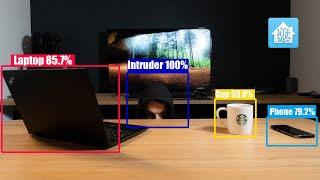 Laptop 85.7%
Intruder 100%
Cup 93.0%
Phone 79.2%